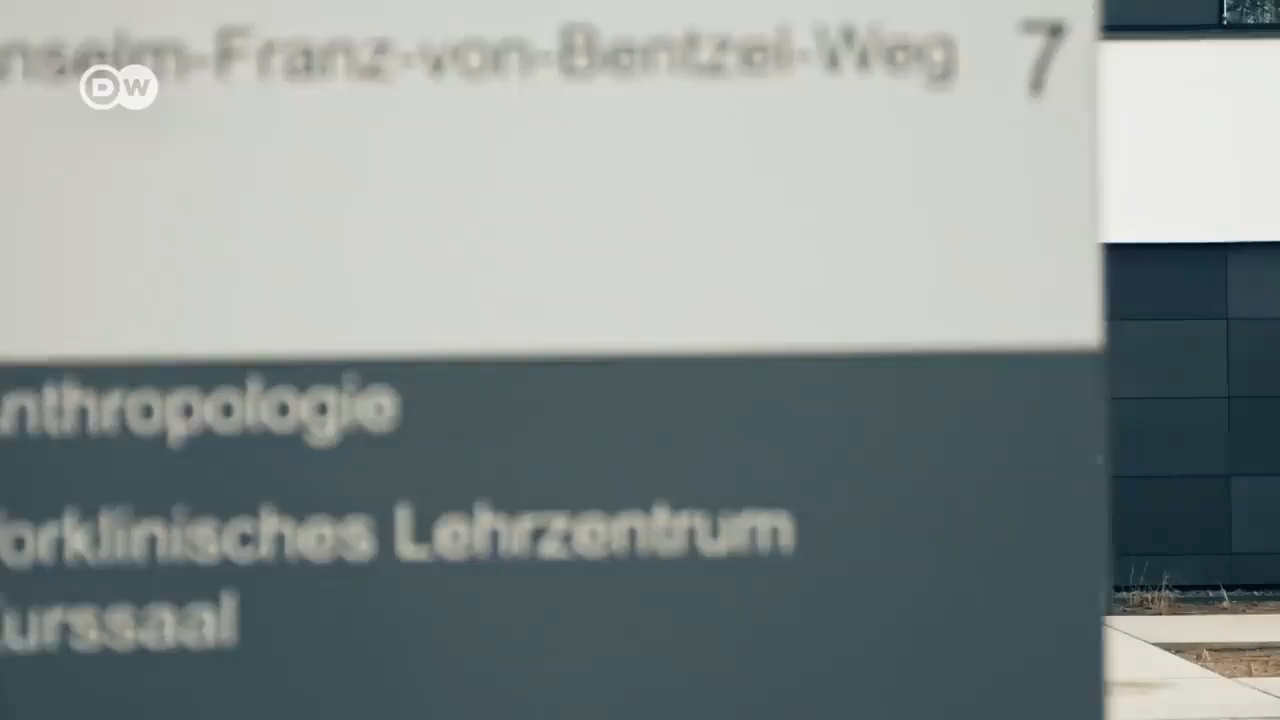 nselm-Franz-von-Bentzel-Weg 7
DW
nthropologie
orklinisches Lehrzentrum
urssaal